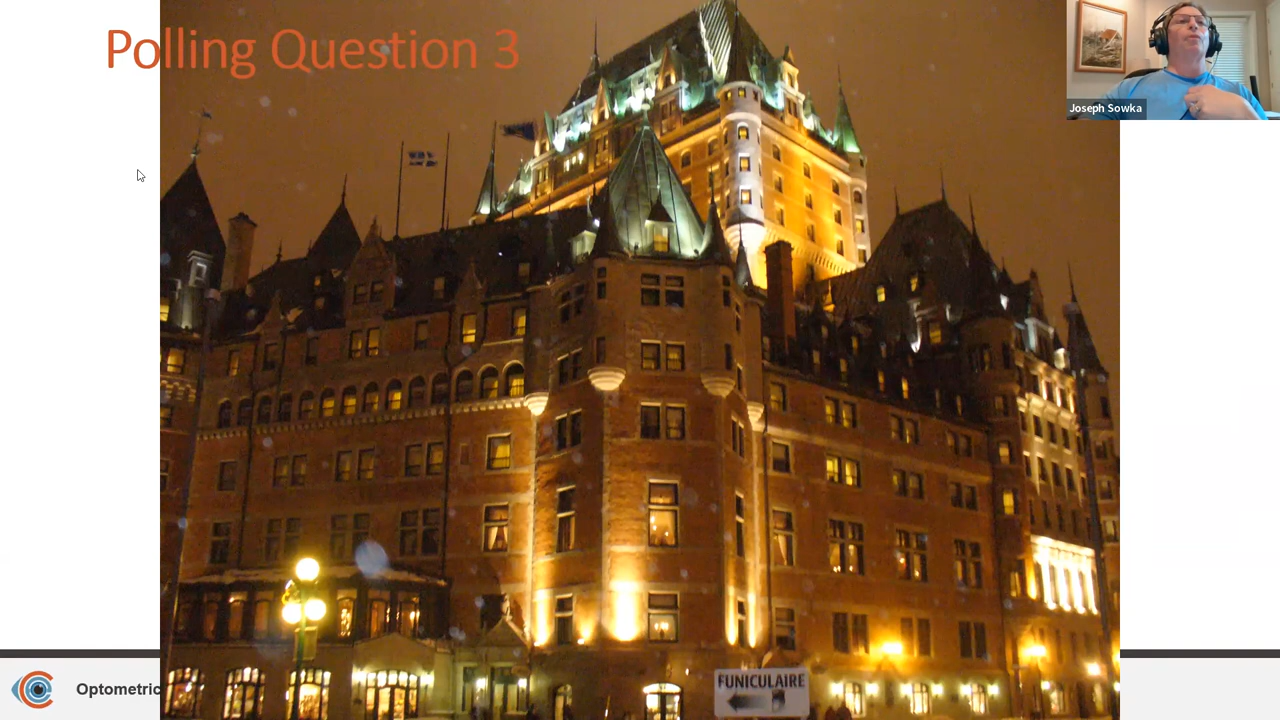 Polling Question 3
Joseph Sowka
FUNICULAIRE
Optometric